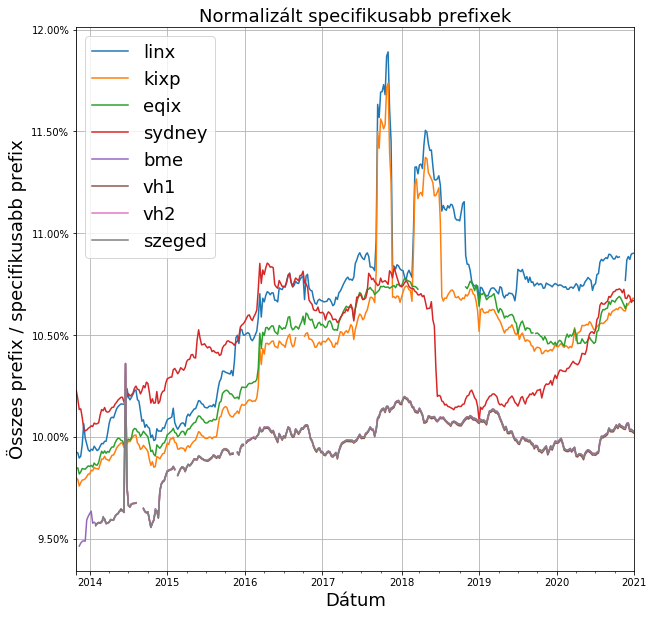 Normalizált specifikusabb prefixek
Összes prefix / specifikusabb prefix
12.00%
11.50%
11.00%
10.50%
10.00%
9.50%
linx
kixp
eqix
sydney
bme
vh1
vh2
szeged
2014 2015 2016 2017 2018 2019 2020 2021
Dátum